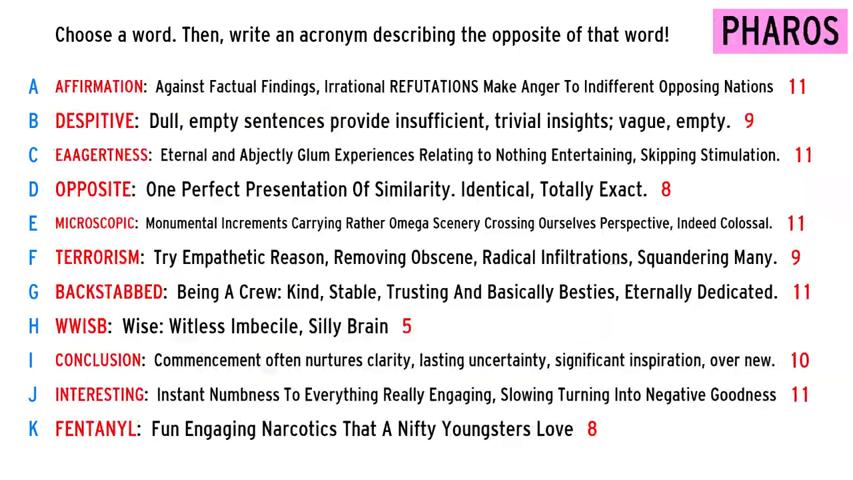 Choose a word. Then, write an acronym describing the opposite of that word!
PHAROS
A AFFIRMATION: Against Factual Findings, Irrational REFUTATIONS Make Anger To Indifferent Opposing Nations 11
B DESPITIVE: Dull, empty sentences provide insufficient, trivial insights; vague, empty. 9
C EAAGERTNESS: Eternal and Abjectly Glum Experiences Relating to Nothing Entertaining, Skipping Stimulation. 11
D OPPOSITE: One Perfect Presentation Of Similarity. Identical, Totally Exact. 8
E MICROSCOPIC: Monumental Increments Carrying Rather Omega Scenery Crossing Ourselves Perspective, Indeed Colossal. 11
F TERRORISM: Try Empathetic Reason, Removing Obscene, Radical Infiltrations, Squandering Many. 9
G BACKSTABBED: Being A Crew: Kind, Stable, Trusting And Basically Besties, Eternally Dedicated. 11
H WWISB: Wise: Witless Imbecile, Silly Brain 5
I CONCLUSION: Commencement often nurtures clarity, lasting uncertainty, significant inspiration, over new. 10
J INTERESTING: Instant Numbness To Everything Really Engaging, Slowing Turning Into Negative Goodness 11
K FENTANYL: Fun Engaging Narcotics That A Nifty Youngsters Love 8